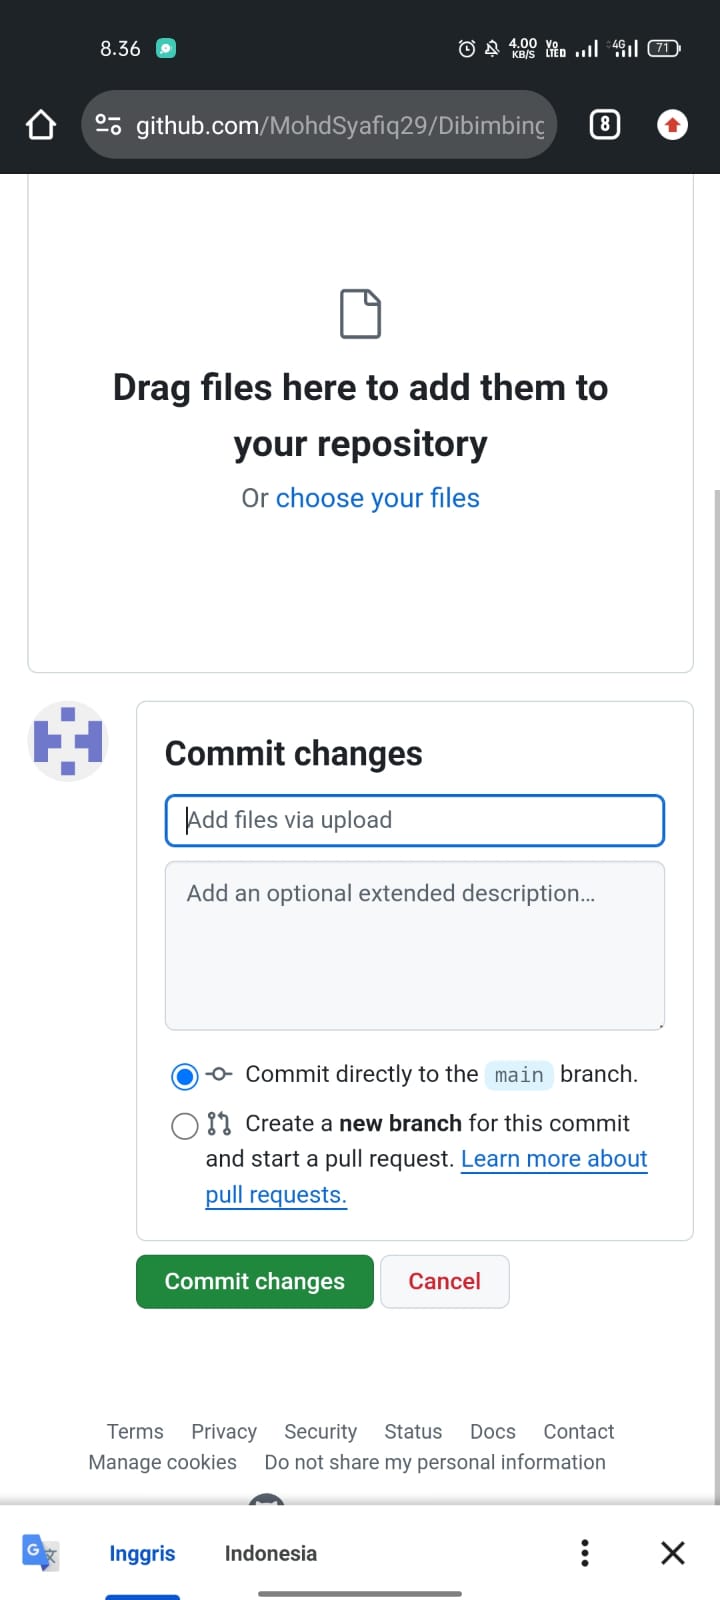 8.36
4.00
KB/S
Vo
LTED
4G
71
github.com/MohdSyafiq29/Dibimbing
8
Drag files here to add them to
your repository
Or choose your files
Commit changes
Add files via upload
Add an optional extended description...
Commit directly to the main branch.
Create a new branch for this commit
and start a pull request. Learn more about
pull requests.
Commit changes
Cancel
Terms Privacy Security Status Docs Contact
Manage cookies Do not share my personal information
G 文
Inggris
Indonesia